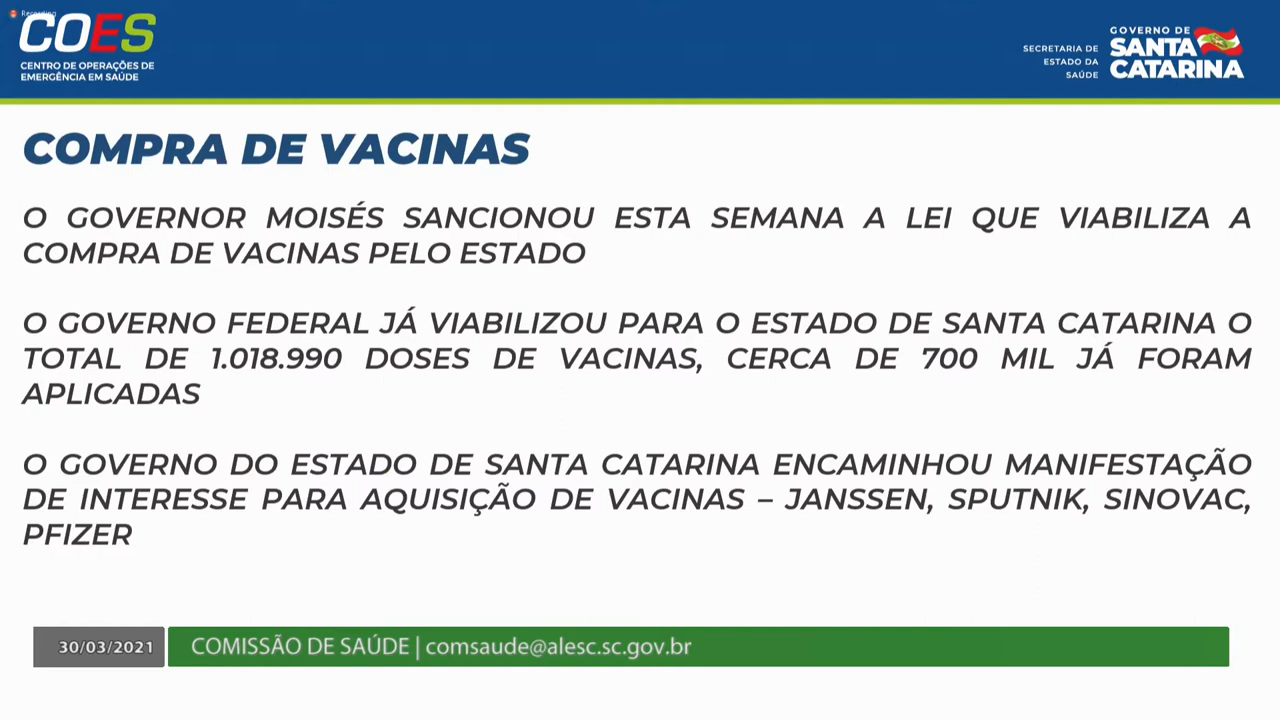 Recording
COES
CENTRO DE OPERAÇÕES DE
EMERGÊNCIA EM SAÚDE
SECRETARIA DE
ESTADO DA
SAÚDE
GOVERNO DE
SANTA
CATARINA
COMPRA DE VACINAS
O GOVERNOR MOISÉS SANCIONOU ESTA SEMANA A LEI QUE VIABILIZA A
COMPRA DE VACINAS PELO ESTADO
O GOVERNO FEDERAL JÁ VIABILIZOU PARA O ESTADO DE SANTA CATARINA O
TOTAL DE 1.018.990 DOSES DE VACINAS, CERCA DE 700 MIL JÁ FORAM
APLICADAS
O GOVERNO DO ESTADO DE SANTA CATARINA ENCAMINHOU MANIFESTAÇÃO
DE INTERESSE PARA AQUISIÇÃO DE VACINAS – JANSSEN, SPUTNIK, SINOVAC,
PFIZER
30/03/2021
COMISSÃO DE SAÚDE | comsaude@alesc.sc.gov.br